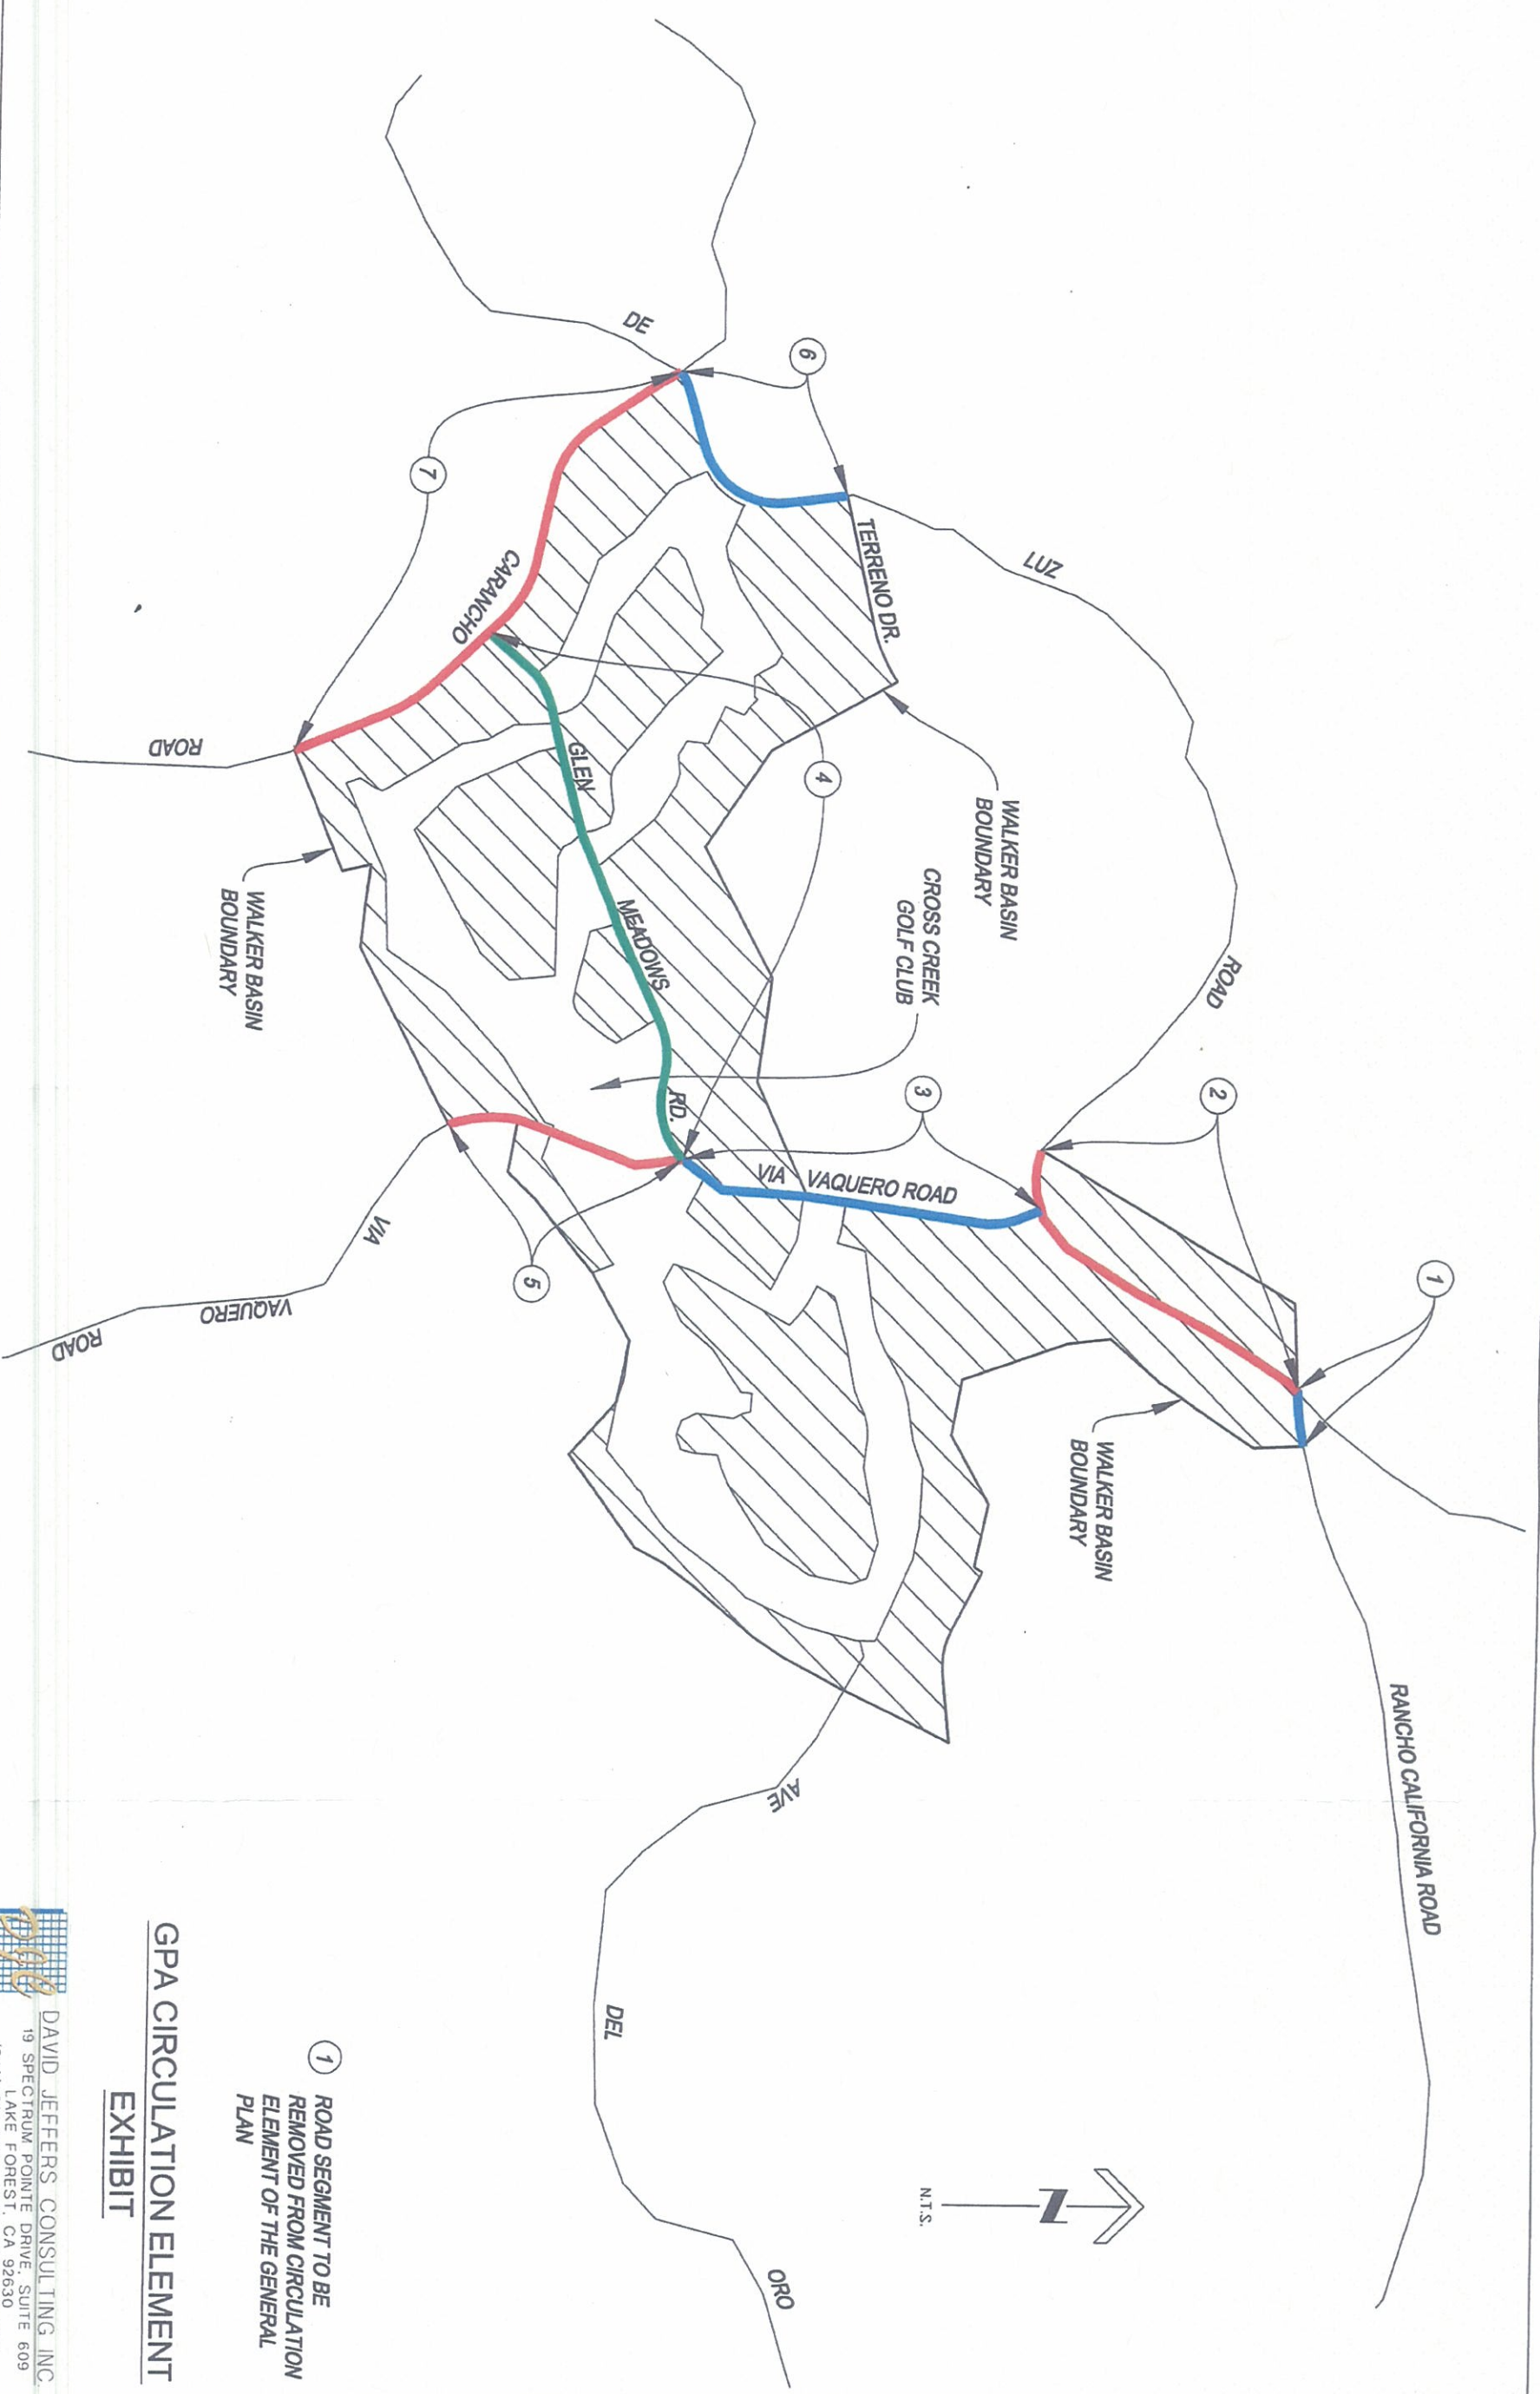 RANCHO CALIFORNIA ROAD
1
2
LUZ
ROAD
WALKER BASIN
BOUNDARY
WALKER BASIN
BOUNDARY
CROSS CREEK
GOLF CLUB
3
TERRENO DR.
6
4
VIA VAQUERO ROAD
DE
GLEN
MEADOWS
RD.
CARANCHO
ROAD
7
5
WALKER BASIN
BOUNDARY
VIA
VAQUERO
ROAD
AVE
DEL
ORO
N
N.T.S.
1 ROAD SEGMENT TO BE
REMOVED FROM CIRCULATION
ELEMENT OF THE GENERAL
PLAN
GPA CIRCULATION ELEMENT
EXHIBIT
DAVID JEFFERS CONSULTING INC.
19 SPECTRUM POINTE DRIVE, SUITE 609
LAKE FOREST, CA 92630